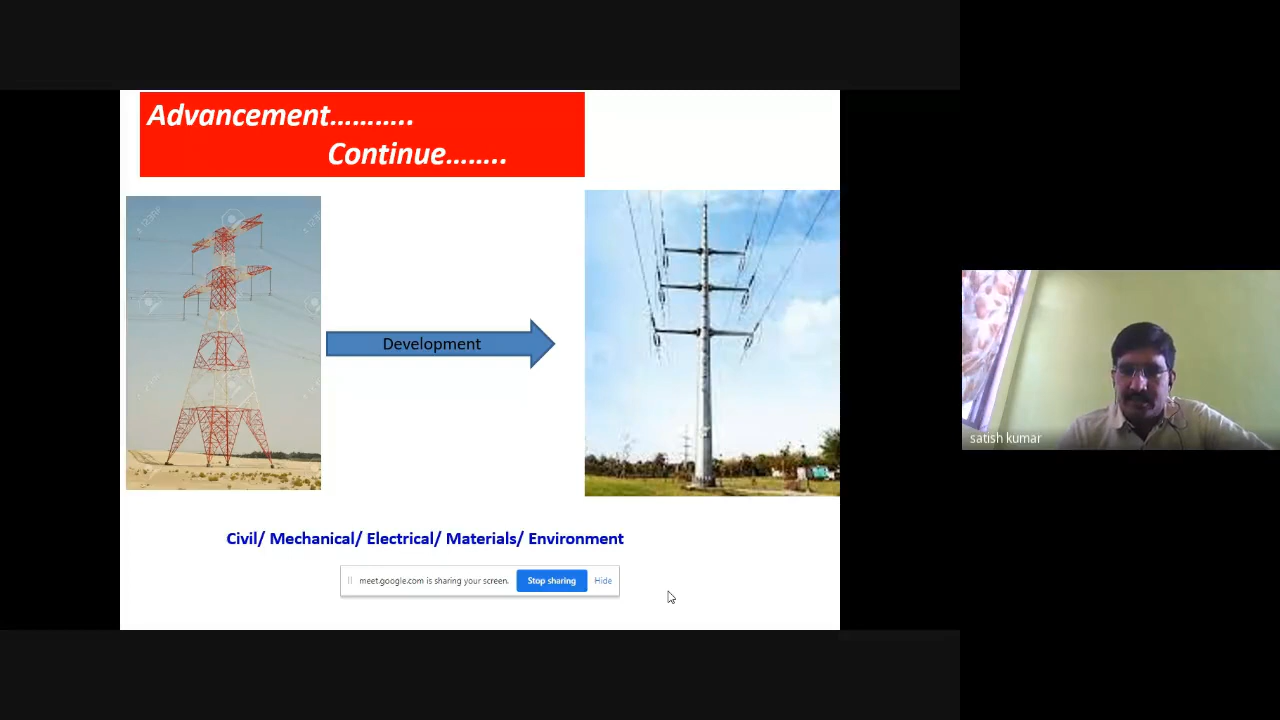 Advancement..........
Continue........
Development
Civil/ Mechanical/ Electrical/ Materials/ Environment
meet.google.com is sharing your screen.
Stop sharing
Hide
satish kumar